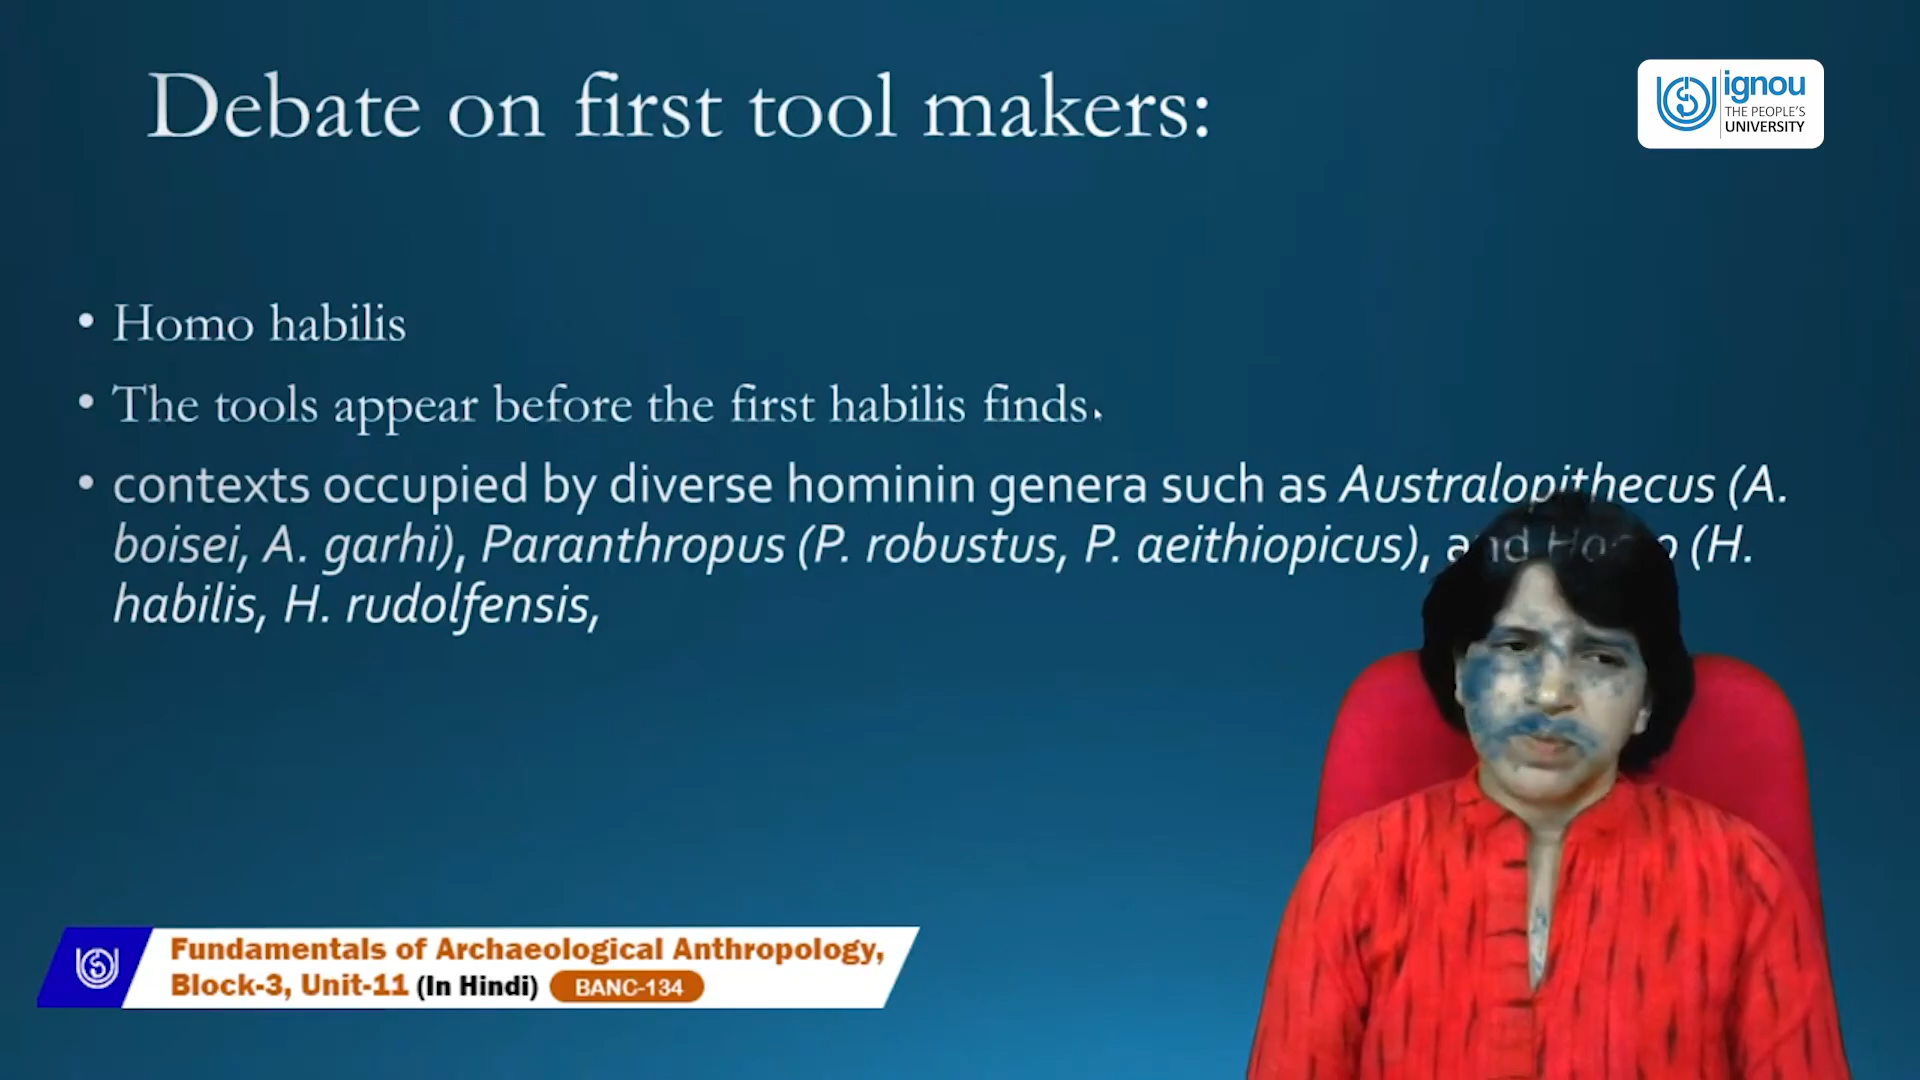 Debate on first tool makers:
ignou
THE PEOPLE'S
UNIVERSITY
• Homo habilis
• The tools appear before the first habilis finds.
• contexts occupied by diverse hominin genera such as Australopithecus (A.
boisei, A. garhi), Paranthropus (P. robustus, P. aeithiopicus), and (H.
habilis, H. rudolfensis,
Fundamentals of Archaeological Anthropology,
Block-3, Unit-11 (In Hindi) BANC-134